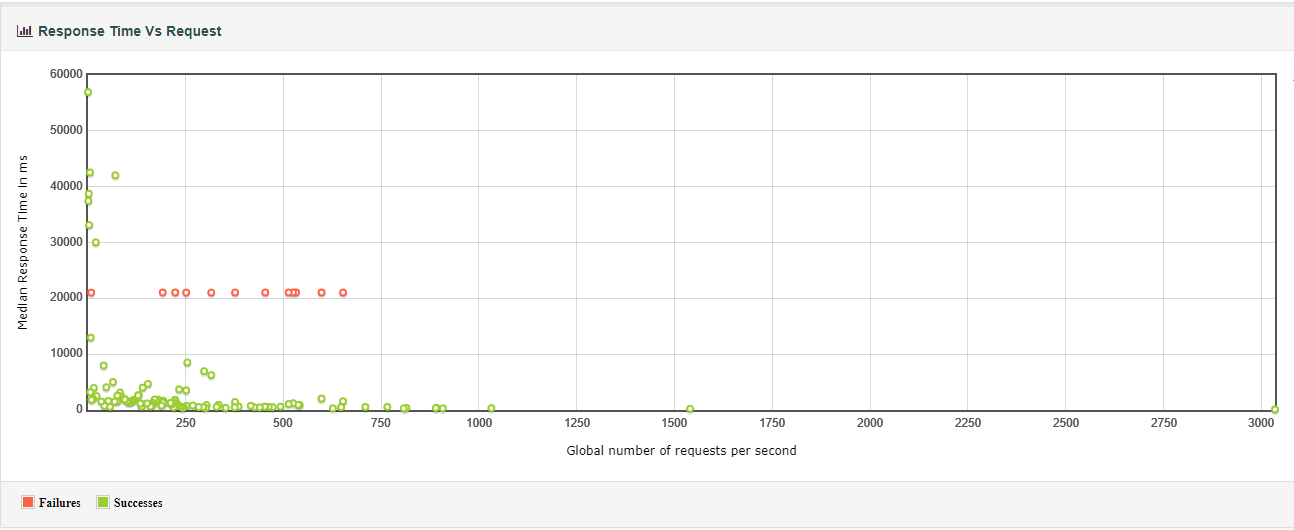 Response Time Vs Request
60000
50000
40000
30000
20000
10000
0
Median Response Time In ms
250 500 750 1000 1250 1500 1750 2000 2250 2500 2750 3000
Global number of requests per second
Failures Successes